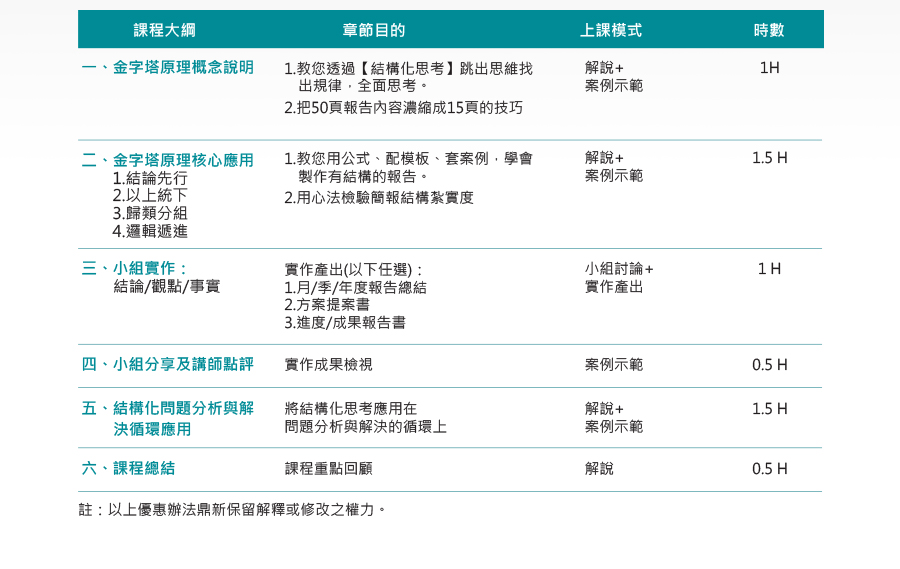 課程大綱 章節目的 上課模式 時數
一、金字塔原理概念說明 1.教您透過【結構化思考】跳出思維找 解說+ 1H
出規律，全面思考。 案例示範
2.把50頁報告內容濃縮成15頁的技巧
二、金字塔原理核心應用 1.教您用公式、配模板、套案例，學會 解說+ 1.5 H
1.結論先行 製作有結構的報告。 案例示範
2.以上統下 2.用心法檢驗簡報結構紮實度
3.歸類分組
4.邏輯遞進
三、小組實作： 實作產出(以下任選)： 小組討論+ 1 H
結論/觀點/事實 1.月/季/年度報告總結 實作產出
2.方案提案書
3.進度/成果報告書
四、小組分享及講師點評 實作成果檢視 案例示範 0.5 H
五、結構化問題分析與解 將結構化思考應用在 解說+ 1.5 H
決循環應用 問題分析與解決的循環上 案例示範
六、課程總結 課程重點回顧 解說 0.5 H
註：以上優惠辦法鼎新保留解釋或修改之權力。